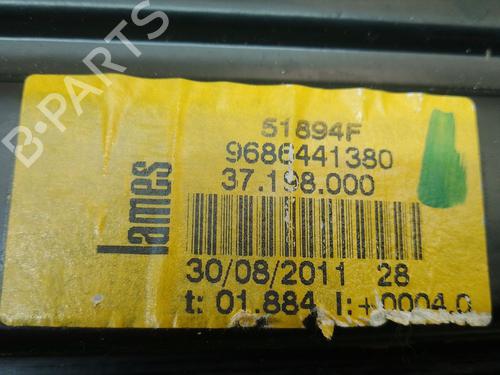 B-PARTS
51894F
9686441380
37.198.000
lames
30/08/2011 28
t: 01.884 l:+0004.0